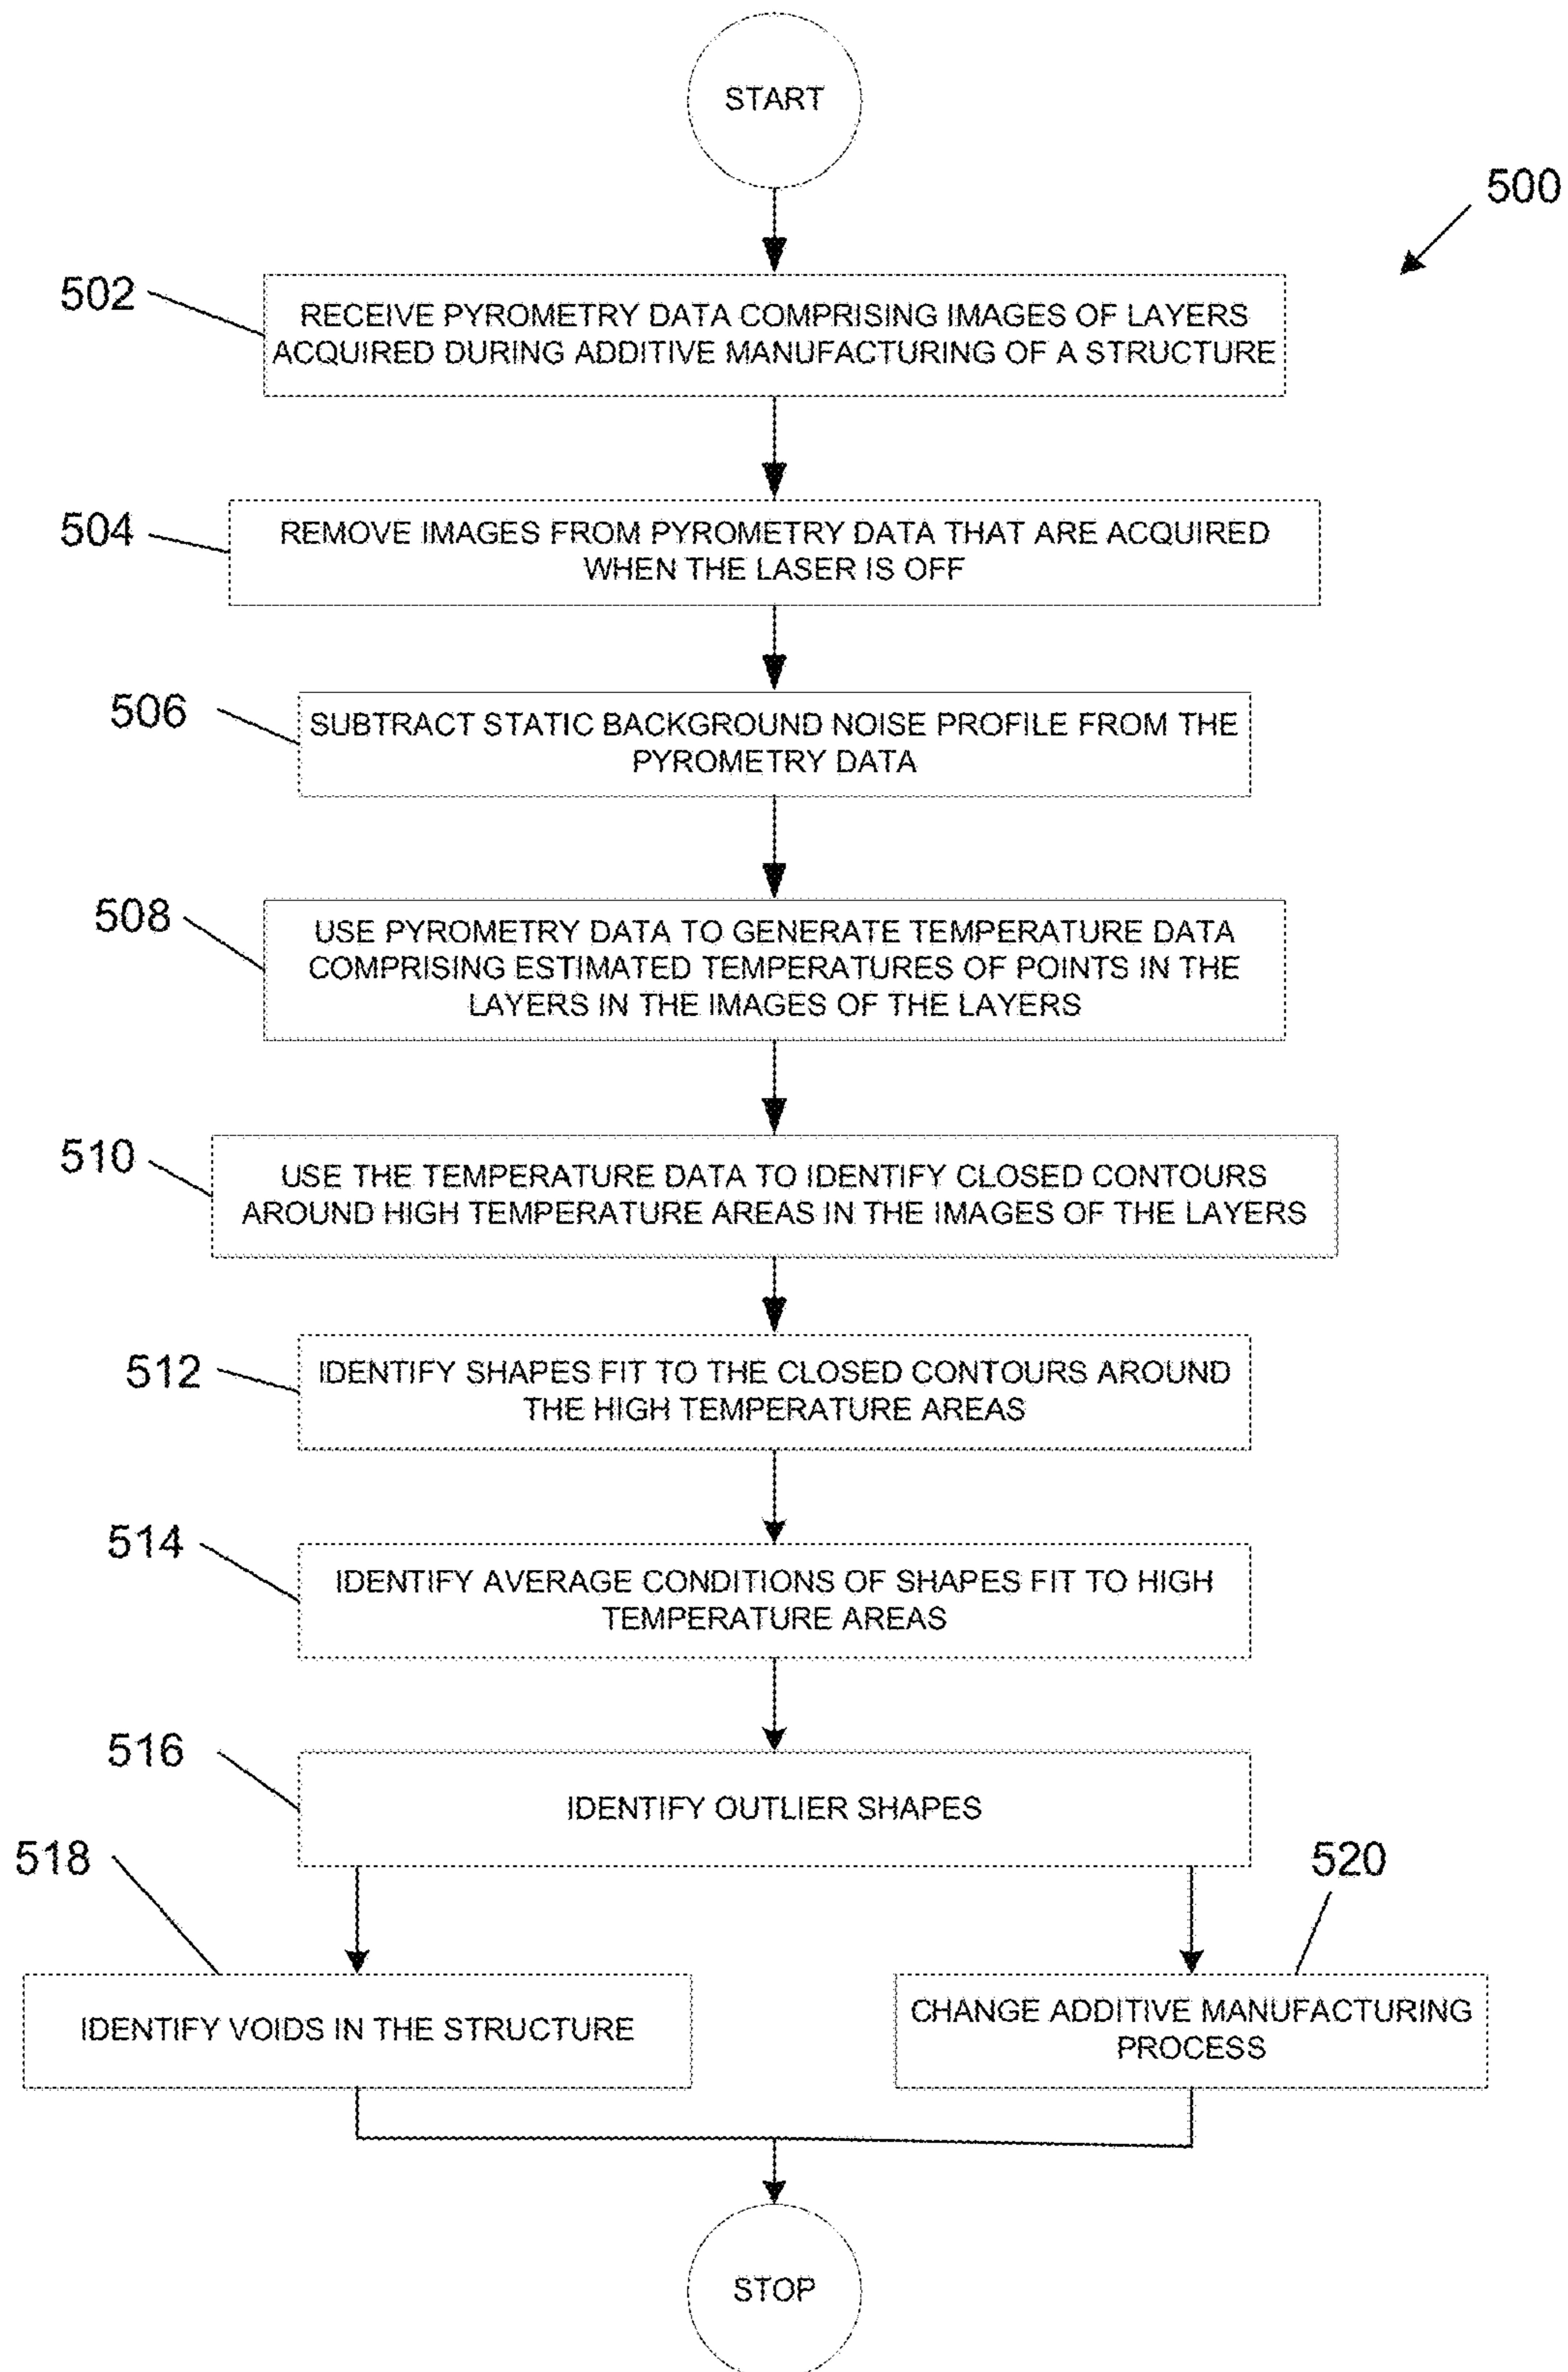 START
500
502
RECEIVE PYROMETRY DATA COMPRISING IMAGES OF LAYERS
ACQUIRED DURING ADDITIVE MANUFACTURING OF A STRUCTURE
504
REMOVE IMAGES FROM PYROMETRY DATA THAT ARE ACQUIRED
WHEN THE LASER IS OFF
506
SUBTRACT STATIC BACKGROUND NOISE PROFILE FROM THE
PYROMETRY DATA
508
USE PYROMETRY DATA TO GENERATE TEMPERATURE DATA
COMPRISING ESTIMATED TEMPERATURES OF POINTS IN THE
LAYERS IN THE IMAGES OF THE LAYERS
510
USE THE TEMPERATURE DATA TO IDENTIFY CLOSED CONTOURS
AROUND HIGH TEMPERATURE AREAS IN THE IMAGES OF THE LAYERS
512
IDENTIFY SHAPES FIT TO THE CLOSED CONTOURS AROUND
THE HIGH TEMPERATURE AREAS
514
IDENTIFY AVERAGE CONDITIONS OF SHAPES FIT TO HIGH
TEMPERATURE AREAS
516
IDENTIFY OUTLIER SHAPES
518
520
IDENTIFY VOIDS IN THE STRUCTURE
CHANGE ADDITIVE MANUFACTURING
PROCESS
STOP